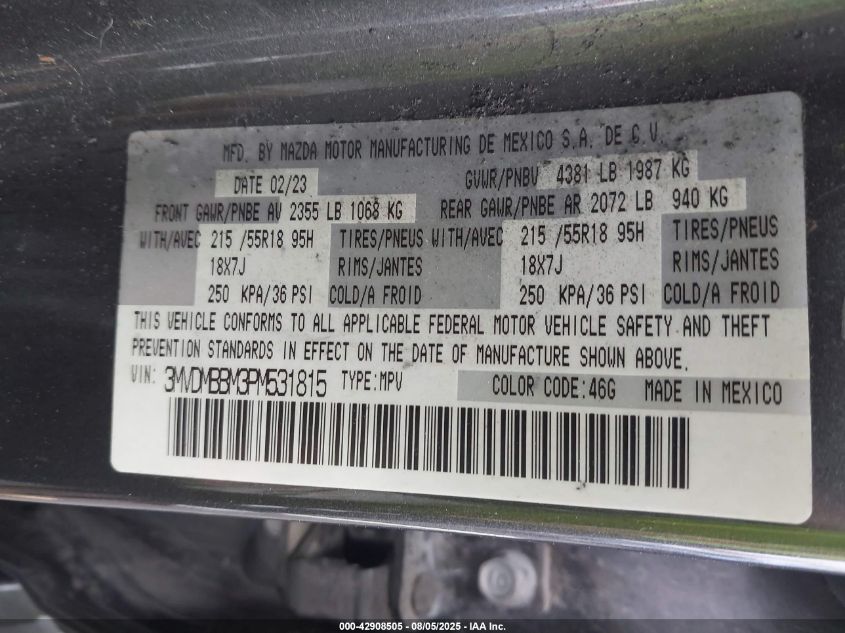 MFD. BY MAZDA MOTOR MANUFACTURING DE MEXICO S.A. DE C.V.
DATE 02/23 GVWR/PNBV 4381 LB 1987 KG
FRONT GAWR/PNBE AV 2355 LB 1068 KG REAR GAWR/PNBE AR 2072 LB 940 KG
WITH/AVEC 215 /55R18 95H TIRES/PNEUS WITH/AVEC 215 /55R18 95H TIRES/PNEUS
18X7J RIMS/JANTES 18X7J RIMS/JANTES
250 KPA/36 PSI COLD/A FROID 250 KPA/36 PSI COLD/A FROID
THIS VEHICLE CONFORMS TO ALL APPLICABLE FEDERAL MOTOR VEHICLE SAFETY AND THEFT
PREVENTION STANDARDS IN EFFECT ON THE DATE OF MANUFACTURE SHOWN ABOVE.
VIN: 3MVDMBBM3PM531815 TYPE:MPV COLOR CODE:46G MADE IN MEXICO
000-42908505 - 08/05/2025 - IAA Inc.